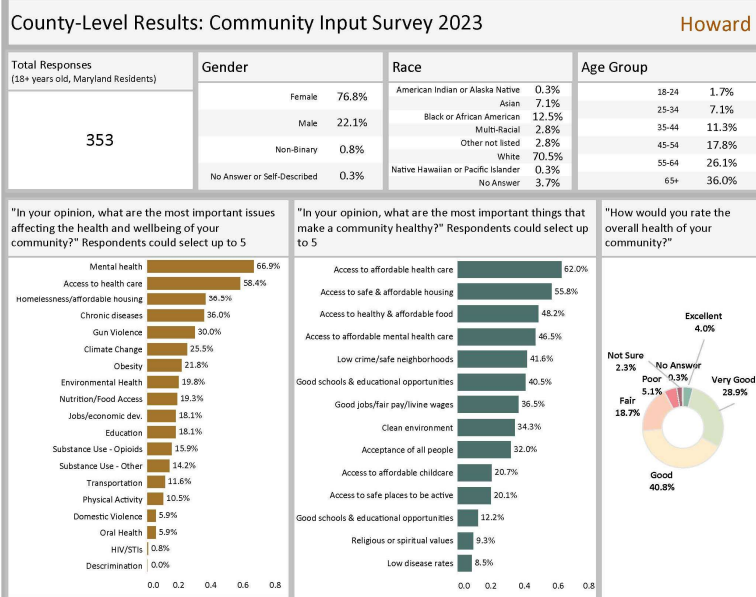 County-Level Results: Community Input Survey 2023
Howard
Total Responses
(18+ years old, Maryland Residents)
353
Gender
Female 76.8%
Male 22.1%
Non-Binary 0.8%
No Answer or Self-Described 0.3%
Race
American Indian or Alaska Native 0.3%
Asian 7.1%
Black or African American 12.5%
Multi-Racial 2.8%
Other not listed 2.8%
White 70.5%
Native Hawaiian or Pacific Islander 0.3%
No Answer 3.7%
Age Group
18-24 1.7%
25-34 7.1%
35-44 11.3%
45-54 17.8%
55-64 26.1%
65+ 36.0%
"In your opinion, what are the most important issues
affecting the health and wellbeing of your
community?" Respondents could select up to 5
Mental health 66.9%
Access to health care 58.4%
Homelessness/affordable housing 36.5%
Chronic diseases 36.0%
Gun Violence 30.0%
Climate Change 25.5%
Obesity 21.8%
Environmental Health 19.8%
Nutrition/Food Access 19.3%
Jobs/economic dev. 18.1%
Education 18.1%
Substance Use - Opioids 15.9%
Substance Use - Other 14.2%
Transportation 11.6%
Physical Activity 10.5%
Domestic Violence 5.9%
Oral Health 5.9%
HIV/STIs 0.8%
Descrimination 0.0%
0.0 0.2 0.4 0.6 0.8
"In your opinion, what are the most important things that
make a community healthy?" Respondents could select up
to 5
Access to affordable health care 62.0%
Access to safe & affordable housing 55.8%
Access to healthy & affordable food 48.2%
Access to affordable mental health care 46.5%
Low crime/safe neighborhoods 41.6%
Good schools & educational opportunities 40.5%
Good jobs/fair pay/livine wages 36.5%
Clean environment 34.3%
Acceptance of all people 32.0%
Access to affordable childcare 20.7%
Access to safe places to be active 20.1%
Good schools & educational opportunities 12.2%
Religious or spiritual values 9.3%
Low disease rates 8.5%
0.0 0.2 0.4 0.6 0.8
"How would you rate the
overall health of your
community?"
Excellent
4.0%
Not Sure
2.3%
No Answer
0.3%
Poor
5.1%
Very Good
28.9%
Fair
18.7%
Good
40.8%